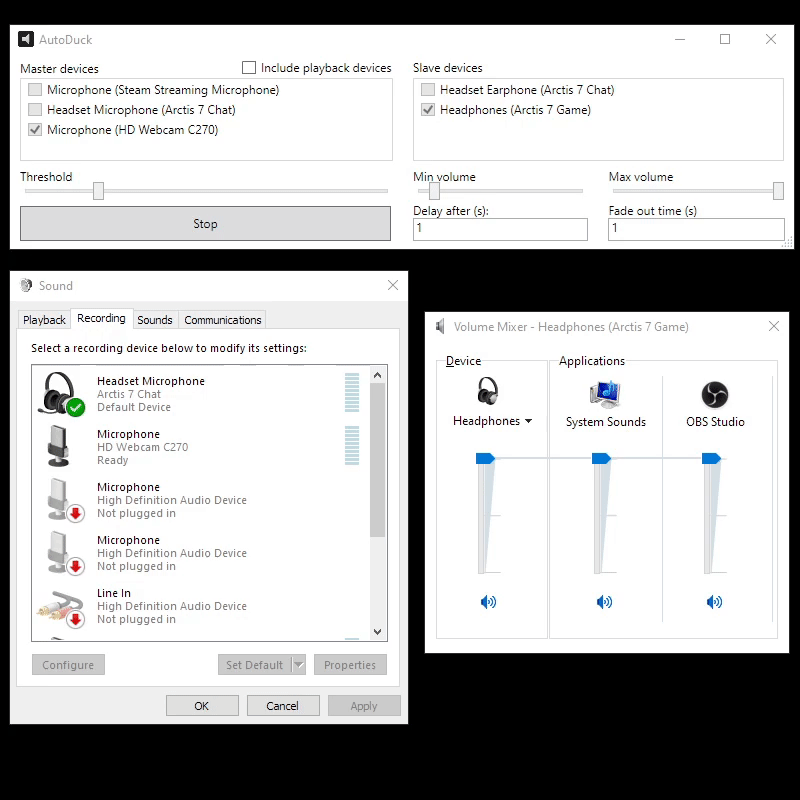 AutoDuck
Master devices
Include playback devices
Microphone (Steam Streaming Microphone)
Headset Microphone (Arctis 7 Chat)
Microphone (HD Webcam C270)
Slave devices
Headset Earphone (Arctis 7 Chat)
Headphones (Arctis 7 Game)
Threshold
Min volume
Max volume
Stop
Delay after (s):
1
Fade out time (s)
1
Sound
Playback
Recording
Sounds
Communications
Select a recording device below to modify its settings:
Headset Microphone
Arctis 7 Chat
Default Device
Microphone
HD Webcam C270
Ready
Microphone
High Definition Audio Device
Not plugged in
Microphone
High Definition Audio Device
Not plugged in
Line In
High Definition Audio Device
Not plugged in
Configure
Set Default
Properties
OK
Cancel
Apply
Volume Mixer - Headphones (Arctis 7 Game)
Device
Applications
Headphones
System Sounds
OBS Studio